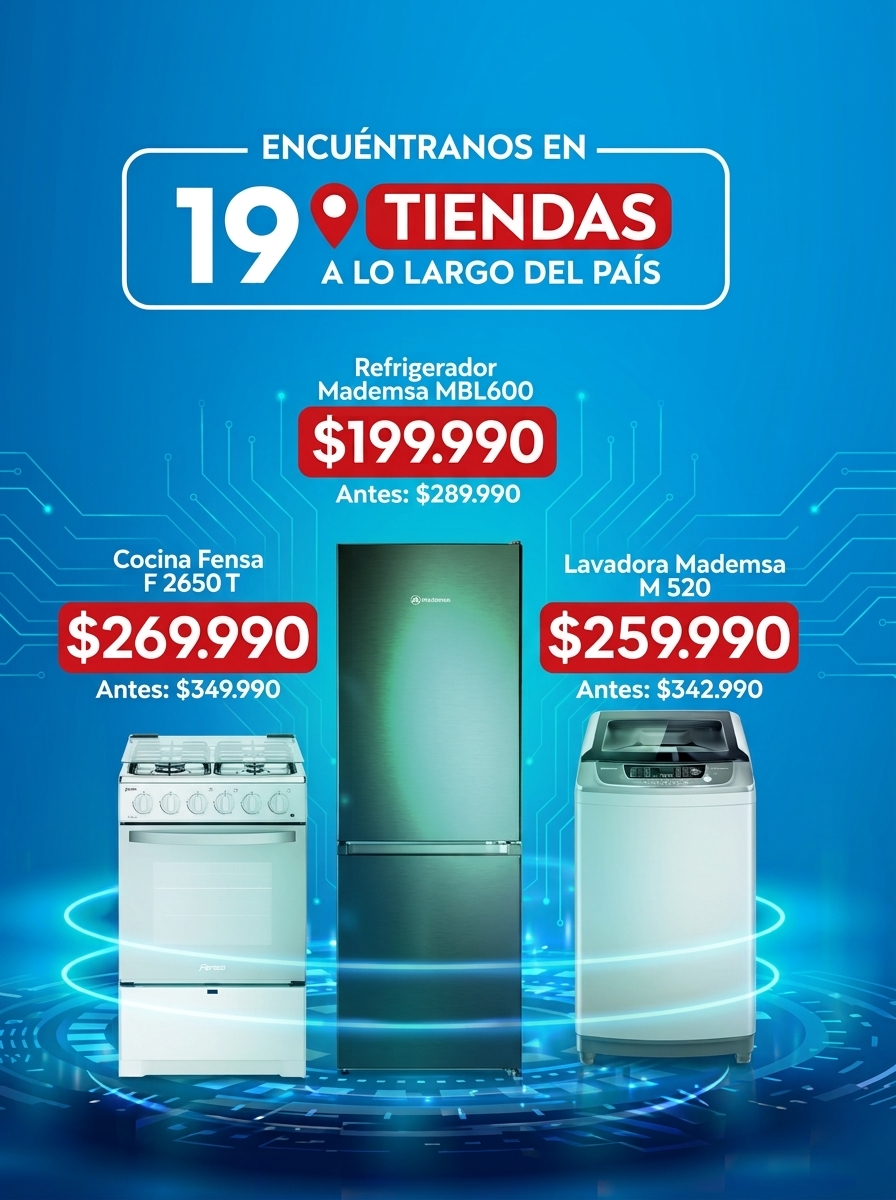 ENCUÉNTRANOS EN
19 TIENDAS
A LO LARGO DEL PAÍS
Refrigerador
Mademsa MBL600
$199.990
Antes: $289.990
Cocina Fensa
F 2650 T
$269.990
Antes: $349.990
Lavadora Mademsa
M 520
$259.990
Antes: $342.990
mademsa